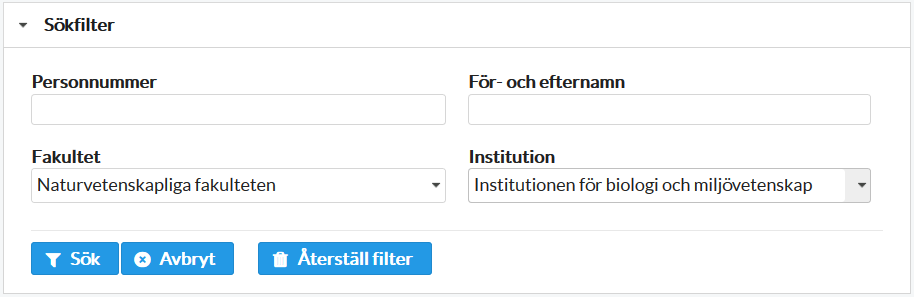 Sökfilter
Personnummer
För- och efternamn
Fakultet
Institution
Naturvetenskapliga fakulteten
Institutionen för biologi och miljövetenskap
Sök
Avbryt
Återställ filter